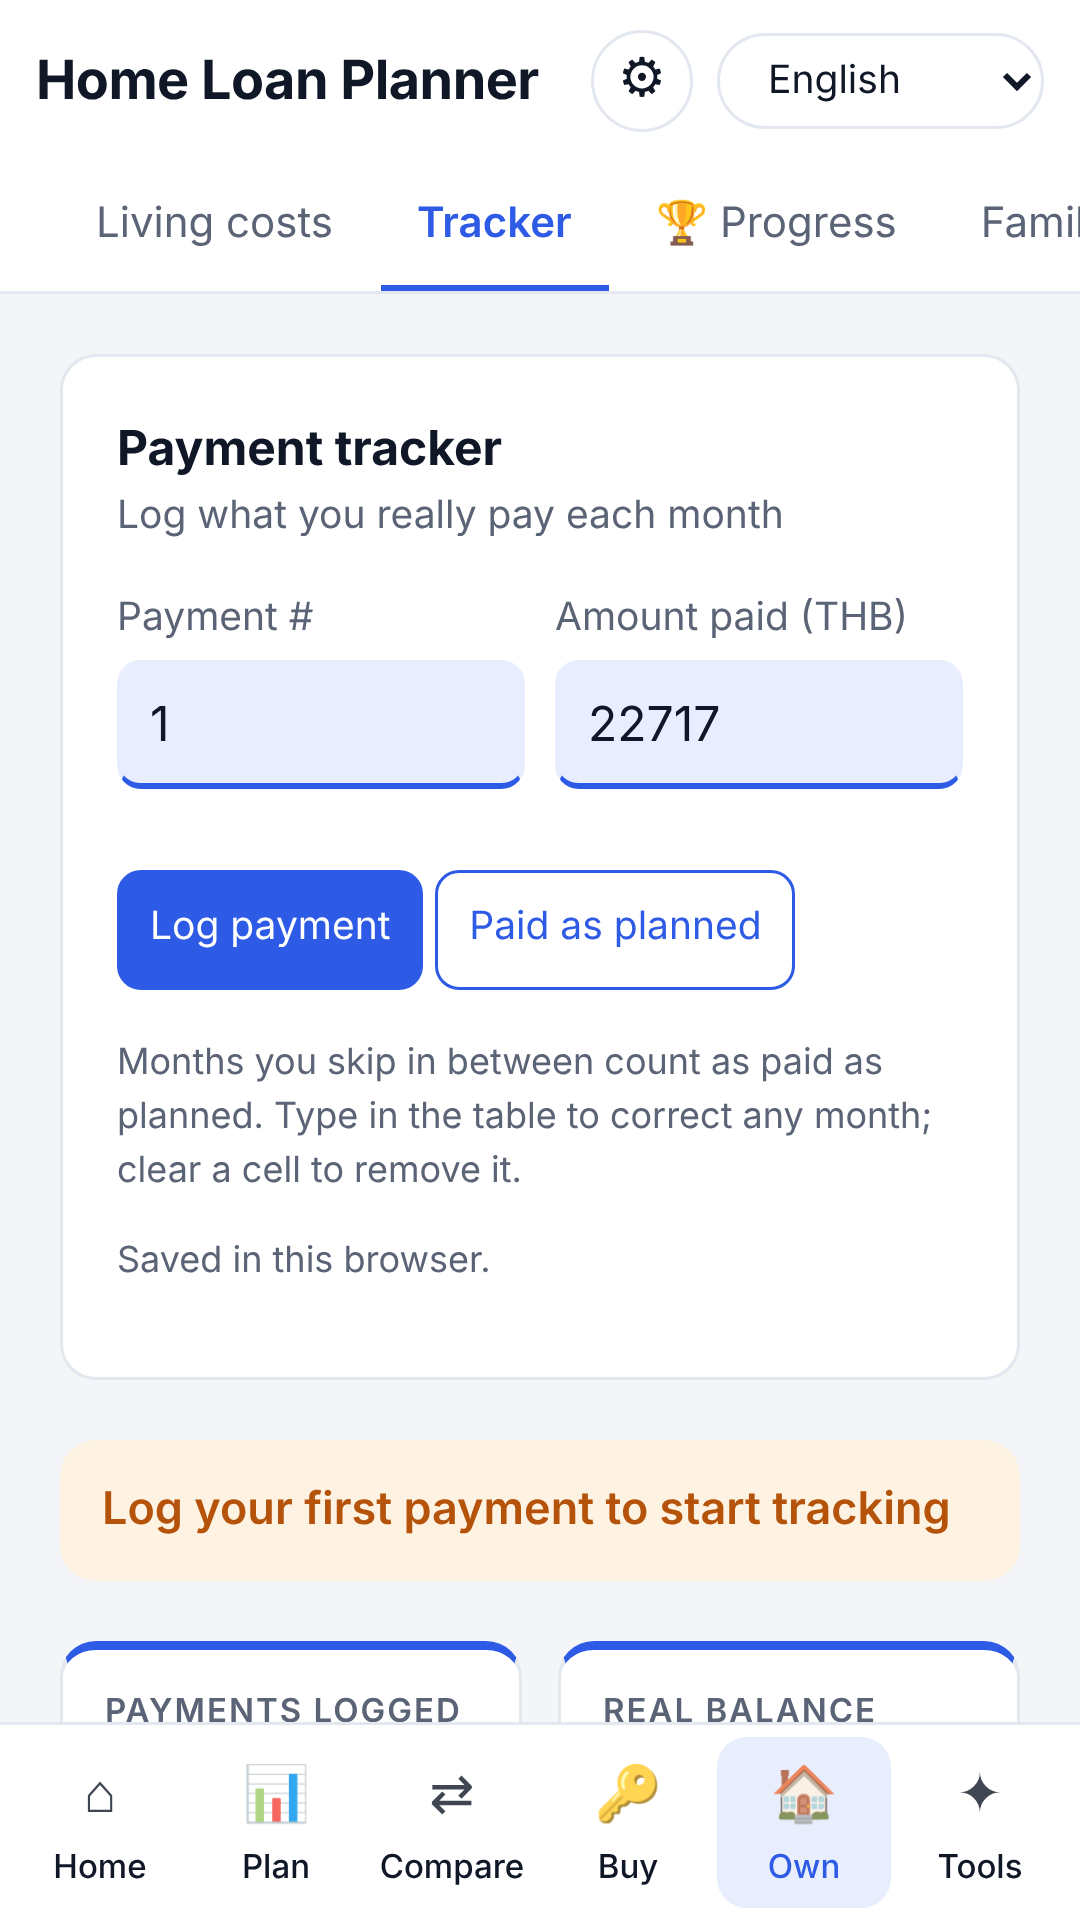 Home Loan Planner
English
Living costs
Tracker
Progress
Famil
Payment tracker
Log what you really pay each month
Payment #
Amount paid (THB)
1
22717
Log payment
Paid as planned
Months you skip in between count as paid as
planned. Type in the table to correct any month;
clear a cell to remove it.
Saved in this browser.
Log your first payment to start tracking
PAYMENTS LOGGED
REAL BALANCE
Home
Plan
Compare
Buy
Own
Tools